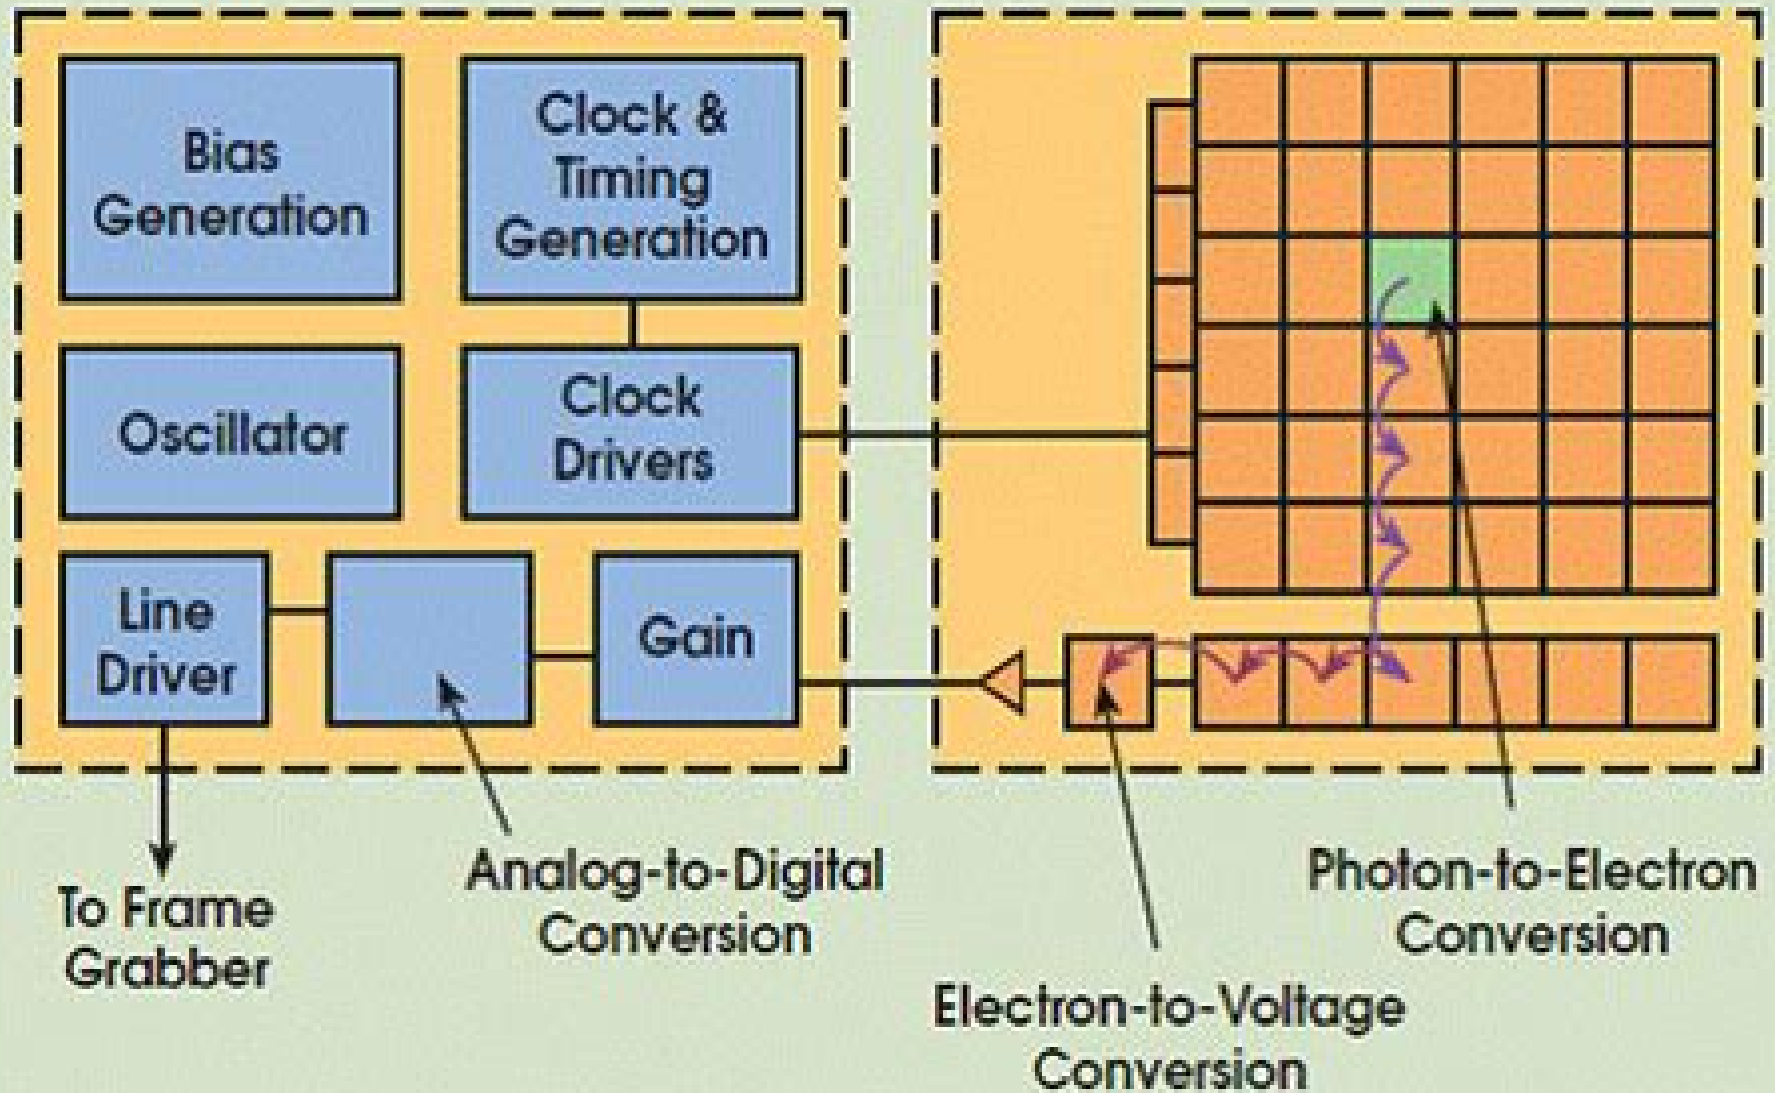 Bias
Generation
Clock &
Timing
Generation
Oscillator
Clock
Drivers
Line
Driver
Gain
To Frame
Grabber
Analog-to-Digital
Conversion
Electron-to-Voltage
Conversion
Photon-to-Electron
Conversion